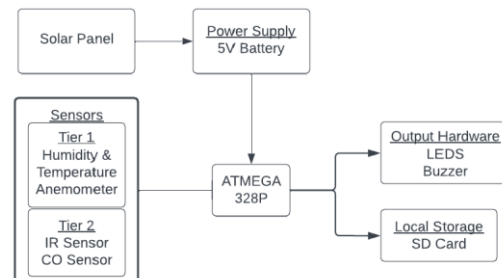 Solar Panel
Power Supply
5V Battery
Sensors
Tier 1
Humidity &
Temperature
Anemometer
Tier 2
IR Sensor
CO Sensor
ATMEGA
328P
Output Hardware
LEDS
Buzzer
Local Storage
SD Card